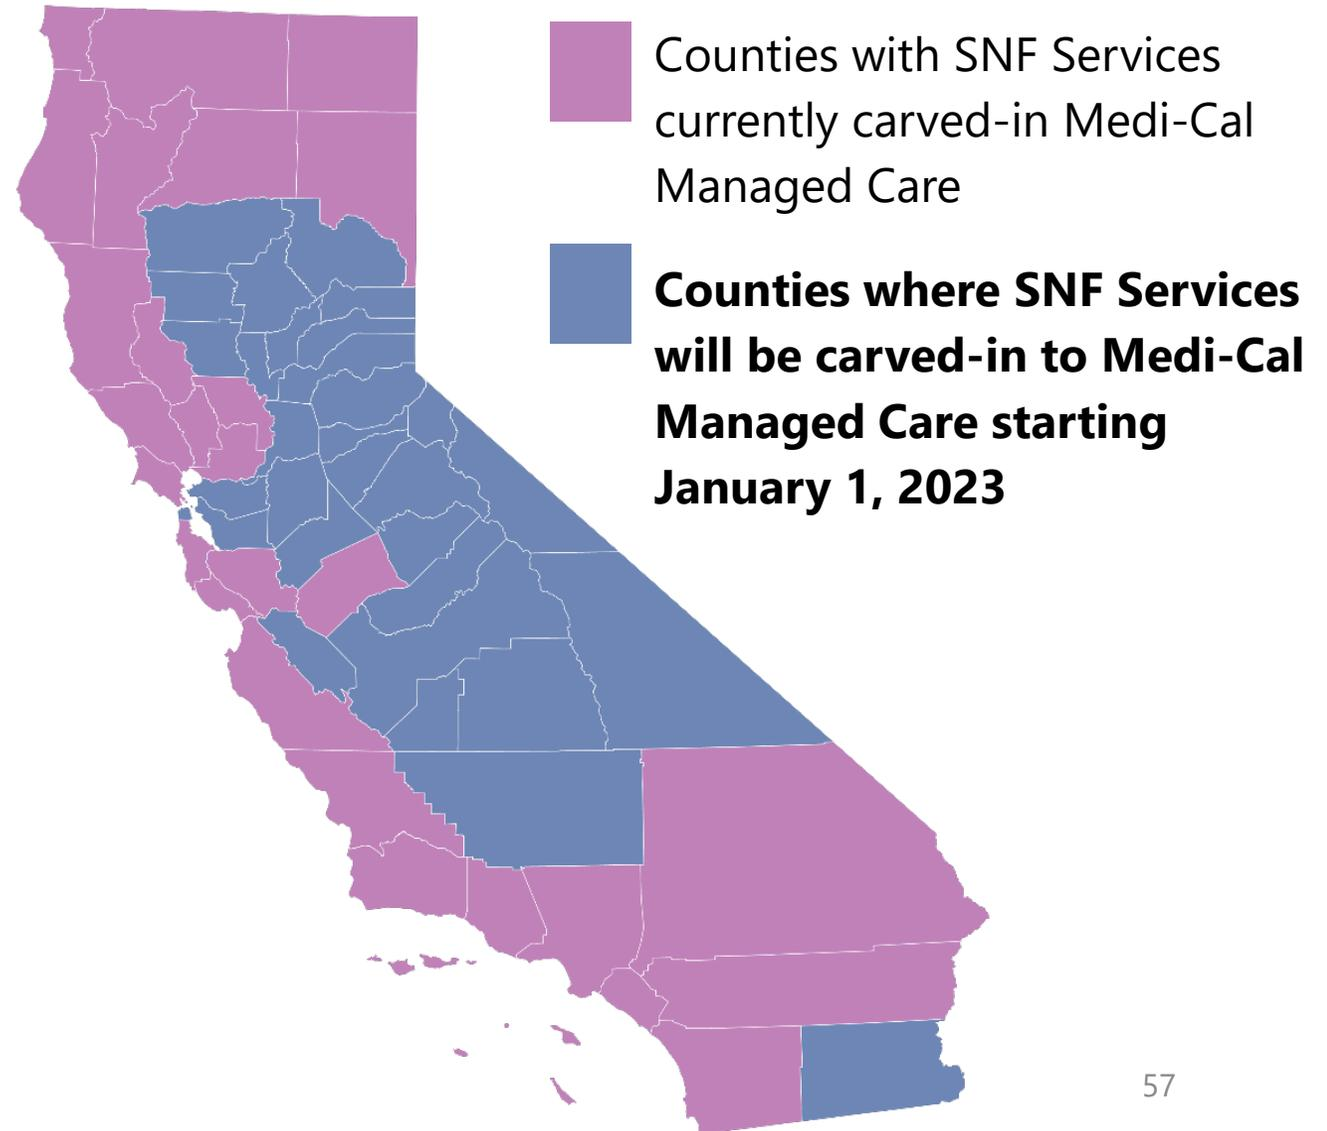 Counties with SNF Services
currently carved-in Medi-Cal
Managed Care
Counties where SNF Services
will be carved-in to Medi-Cal
Managed Care starting
January 1, 2023
57